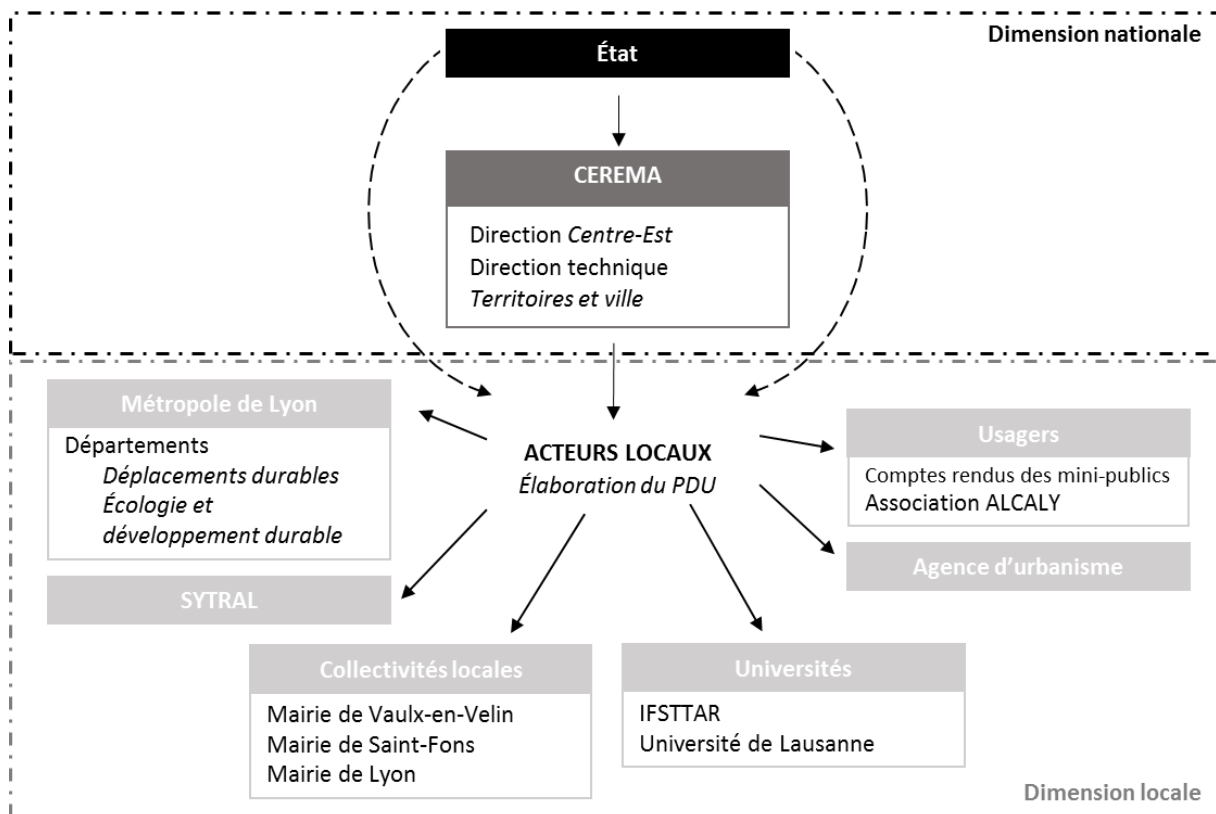 Dimension nationale
État
CEREMA
Direction Centre-Est
Direction technique
Territoires et ville
Métropole de Lyon
Départements
Déplacements durables
Écologie et
développement durable
SYTRAL
ACTEURS LOCAUX
Élaboration du PDU
Usagers
Comptes rendus des mini-publics
Association ALCALY
Agence d'urbanisme
Collectivités locales
Mairie de Vaulx-en-Velin
Mairie de Saint-Fons
Mairie de Lyon
Universités
IFSTTAR
Université de Lausanne
Dimension locale